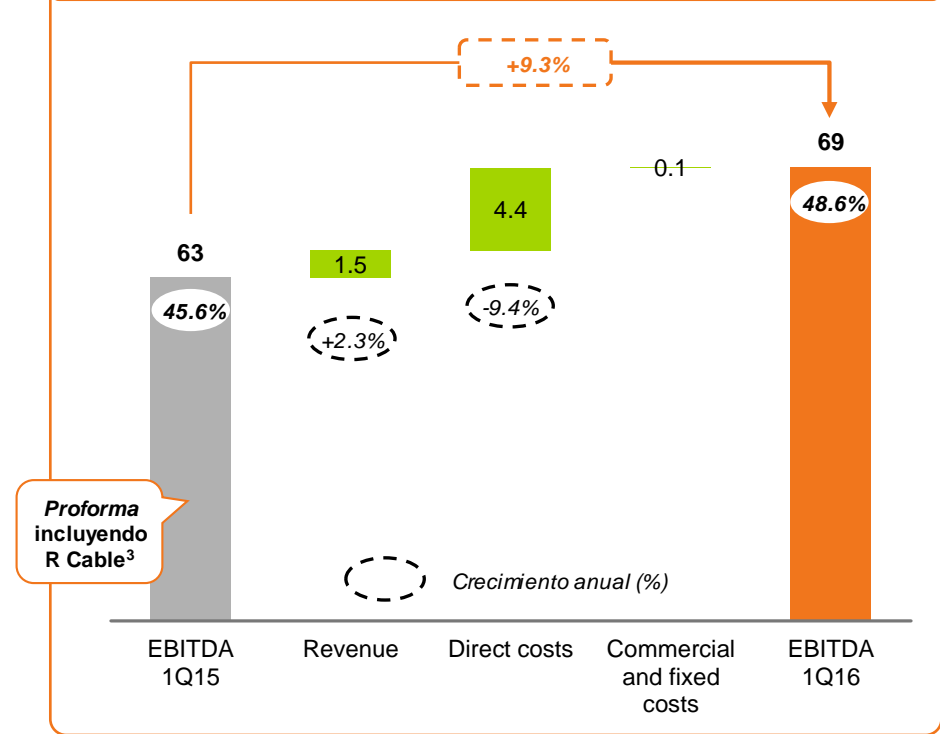 +9.3%
69
0.1
48.6%
4.4
63
1.5
45.6%
-9.4%
+2.3%
Proforma
incluyendo
R Cable³
Crecimiento anual (%)
EBITDA
1Q15
Revenue
Direct costs
Commercial
and fixed
costs
EBITDA
1Q16